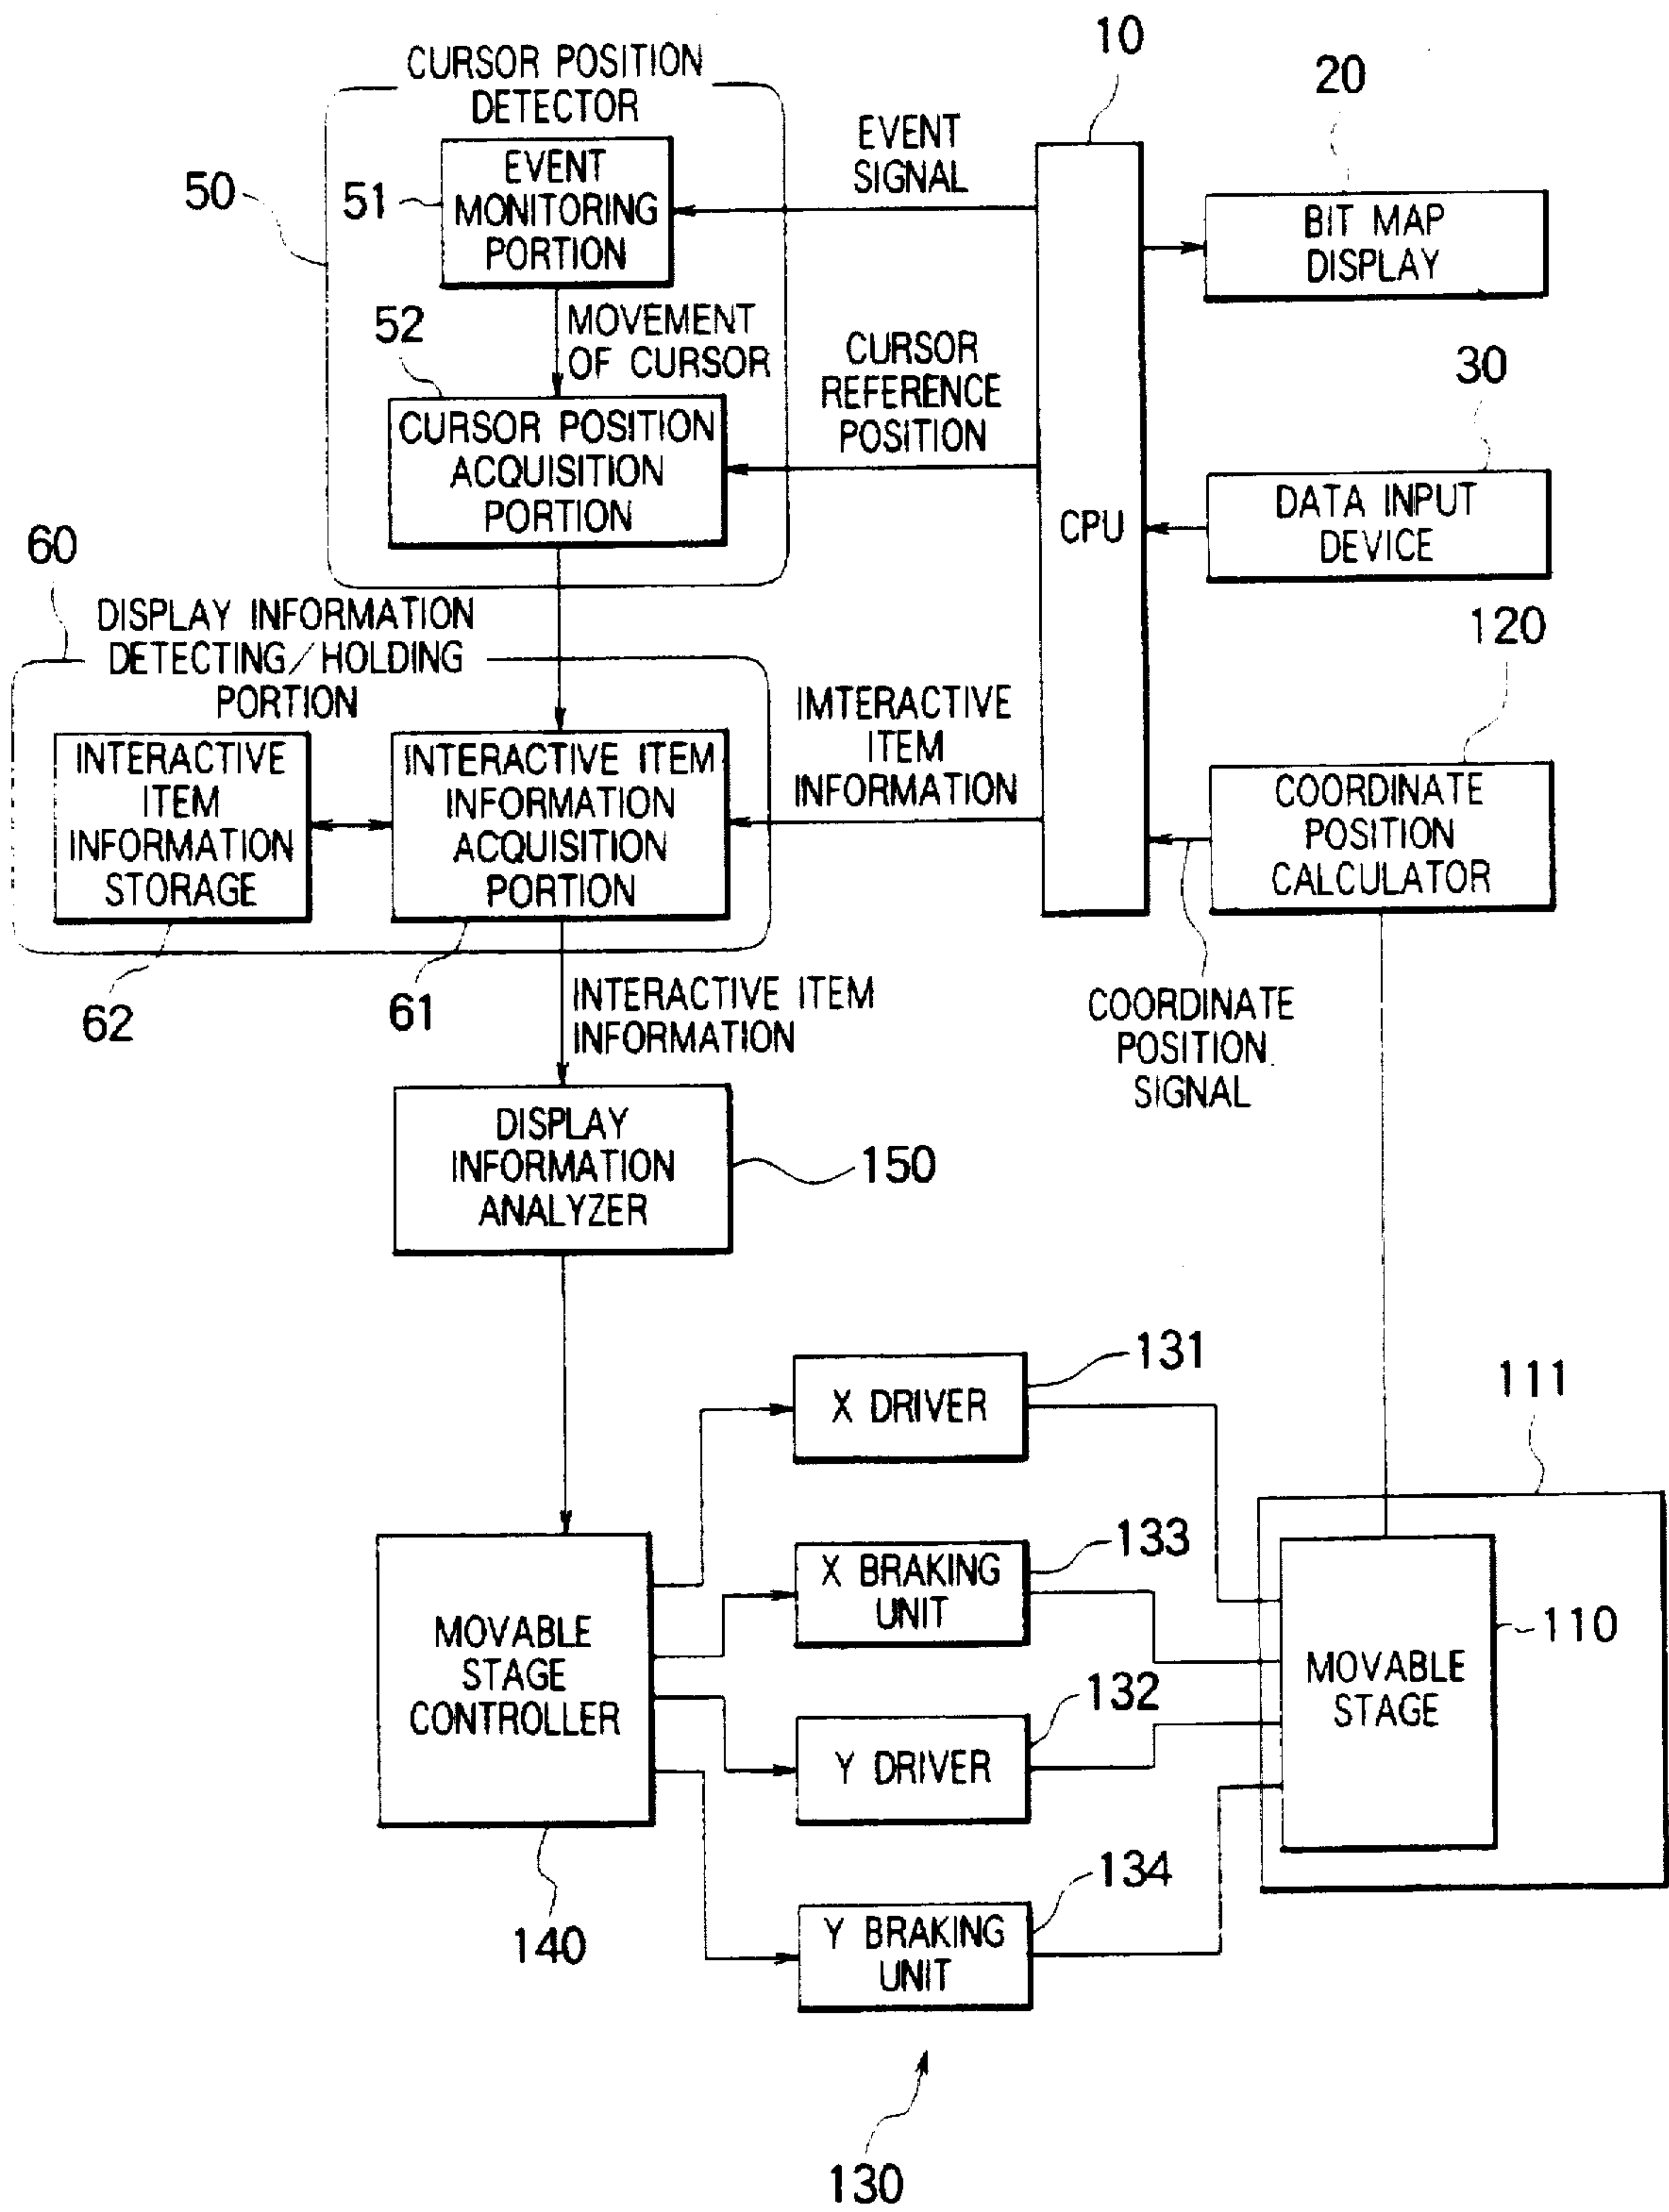 10
20
CURSOR POSITION
DETECTOR
EVENT
SIGNAL
50
51
EVENT
MONITORING
PORTION
BIT MAP
DISPLAY
52
MOVEMENT
OF CURSOR
CURSOR
REFERENCE
POSITION
30
CURSOR POSITION
ACQUISITION
PORTION
CPU
DATA INPUT
DEVICE
60
DISPLAY INFORMATION
DETECTING/HOLDING
PORTION
120
IMTERACTIVE
ITEM
INFORMATION
INTERACTIVE
ITEM
INFORMATION
STORAGE
INTERACTIVE ITEM
INFORMATION
ACQUISITION
PORTION
COORDINATE
POSITION
CALCULATOR
62
61
INTERACTIVE ITEM
INFORMATION
COORDINATE
POSITION
SIGNAL
DISPLAY
INFORMATION
ANALYZER
150
131
X DRIVER
111
133
X BRAKING
UNIT
110
MOVABLE
STAGE
CONTROLLER
MOVABLE
STAGE
132
Y DRIVER
134
140
Y BRAKING
UNIT
130